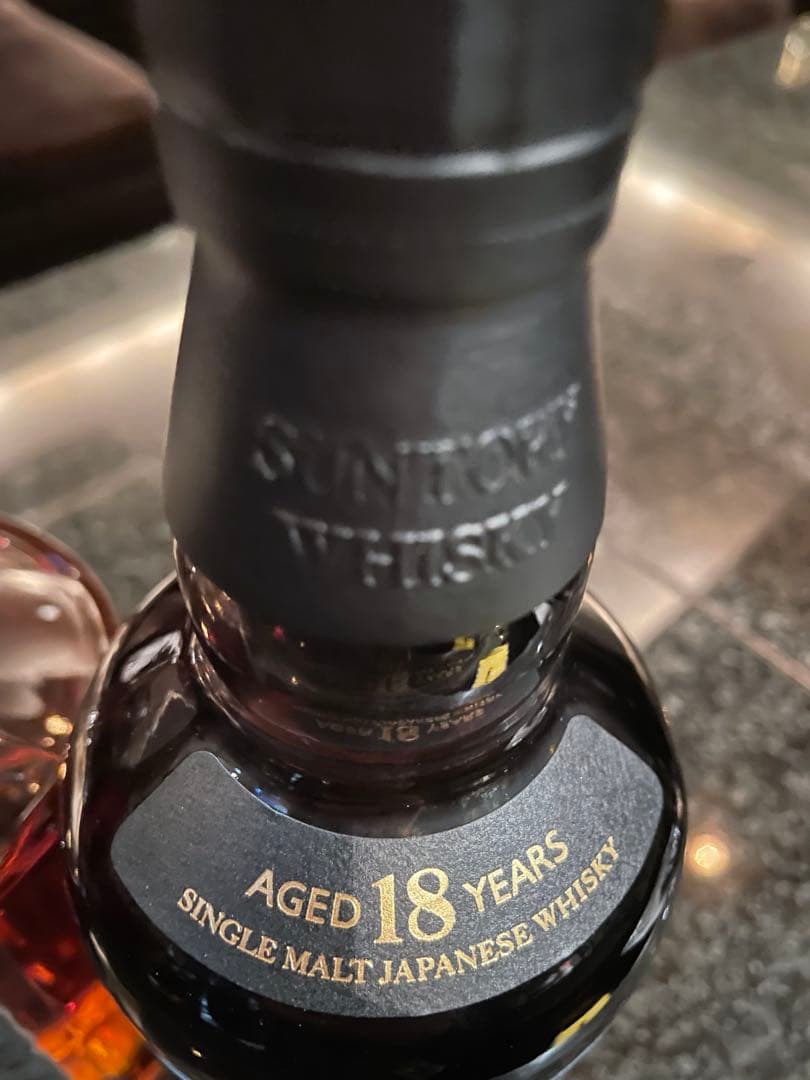 SUNTORY
WHISKY
AGED 18 YEARS
SINGLE MALT JAPANESE WHISKY